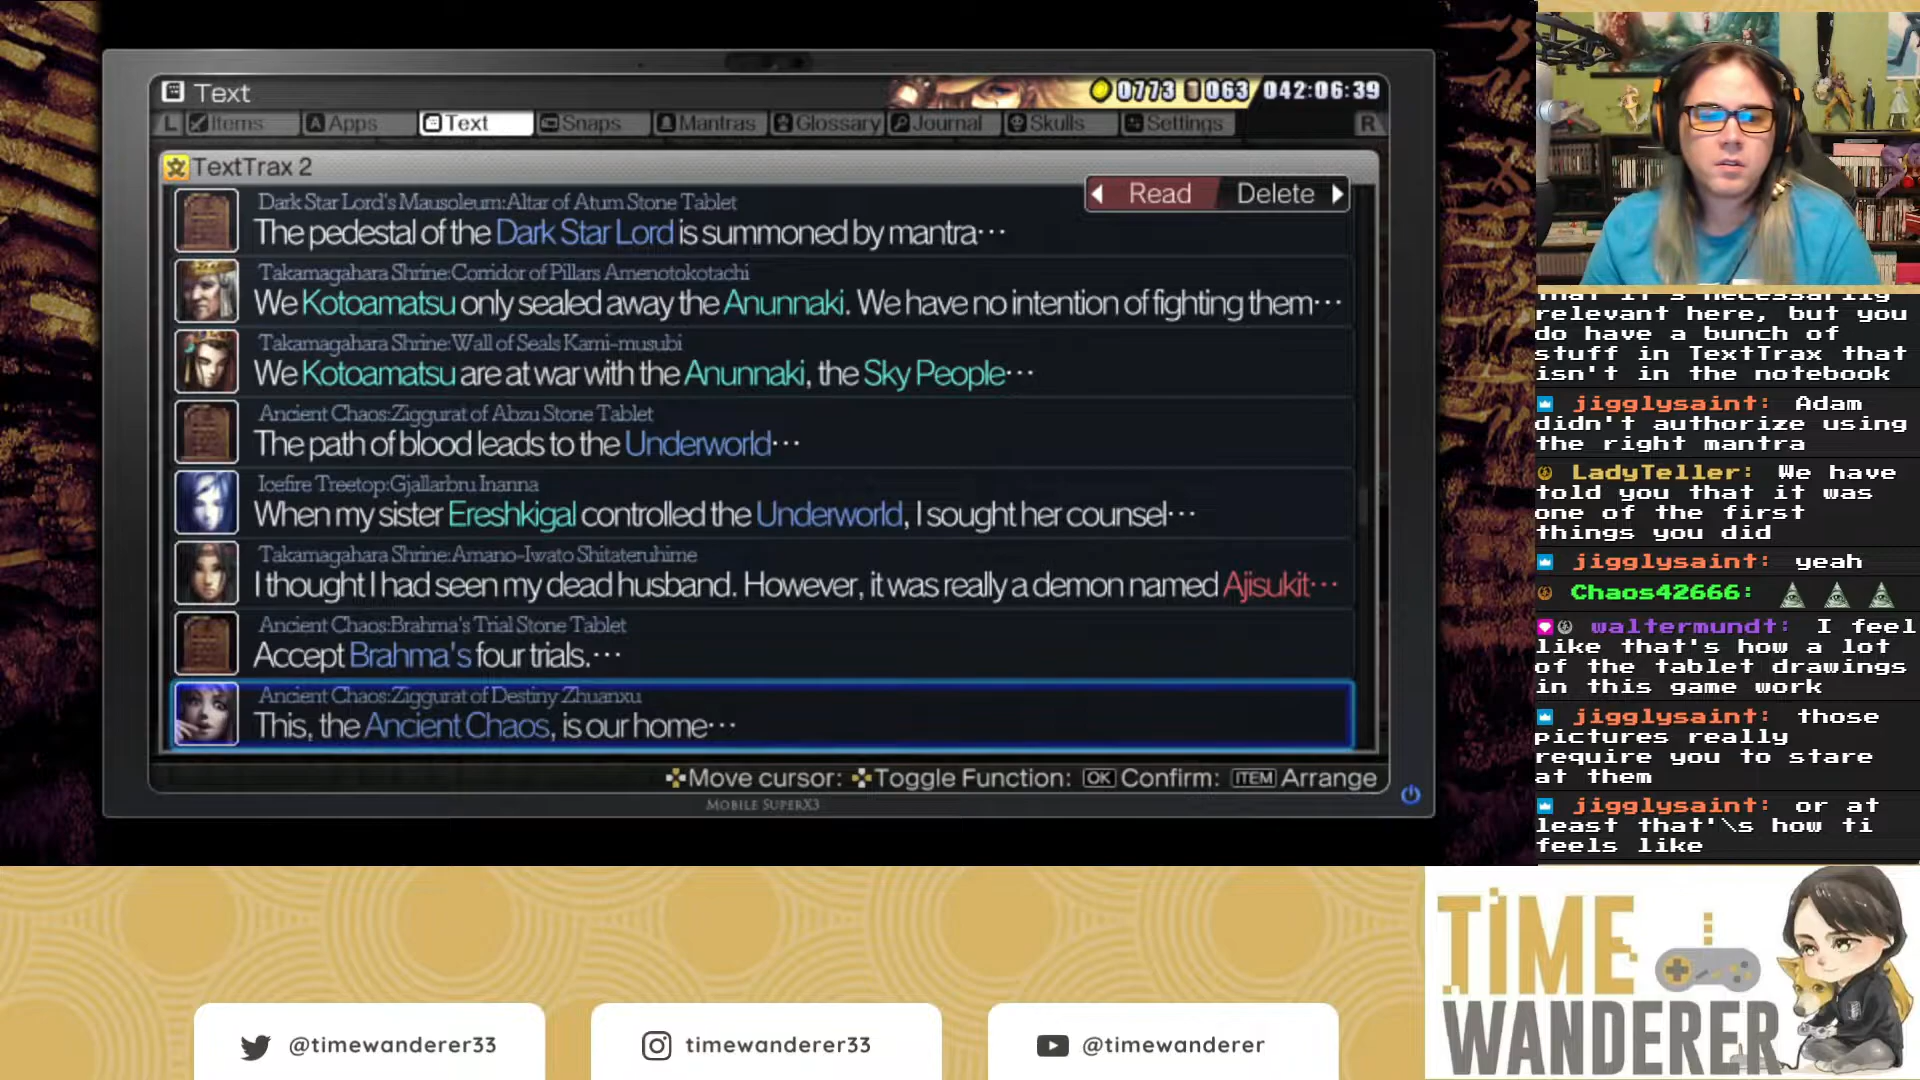 Text
0773 063 042:06:39
L Items Apps Text Snaps Mantras Glossary Journal Skulls Settings R
TextTrax 2
Read Delete
Dark Star Lord's Mausoleum:Altar of Atum Stone Tablet
The pedestal of the Dark Star Lord is summoned by mantra···
Takamagahara Shrine:Corridor of Pillars Amenotokotachi
We Kotoamatsu only sealed away the Anunnaki. We have no intention of fighting them···
Takamagahara Shrine:Wall of Seals Kami-musubi
We Kotoamatsu are at war with the Anunnaki, the Sky People···
Ancient Chaos:Ziggurat of Abzu Stone Tablet
The path of blood leads to the Underworld···
Icefire Treetop:Gjallarbru Inanna
When my sister Ereshkigal controlled the Underworld, I sought her counsel···
Takamagahara Shrine:Amano-Iwato Shitateruhime
I thought I had seen my dead husband. However, it was really a demon named Ajisukit···
Ancient Chaos:Brahma's Trial Stone Tablet
Accept Brahma's four trials.···
Ancient Chaos:Ziggurat of Destiny Zhuanxu
This, the Ancient Chaos, is our home···
Move cursor: Toggle Function: OK Confirm: ITEM Arrange
MOBILE SUPERX3
that it's necessarily
relevant here, but you
do have a bunch of
stuff in TextTrax that
isn't in the notebook
jigglysaint: Adam
didn't authorize using
the right mantra
LadyTeller: We have
told you that it was
one of the first
things you did
jigglysaint: yeah
Chaos42666:
waltermundt: I feel
like that's how a lot
of the tablet drawings
in this game work
jigglysaint: those
pictures really
require you to stare
at them
jigglysaint: or at
least that'\s how ti
feels like
@timewanderer33
timewanderer33
@timewanderer
TIME
WANDERER